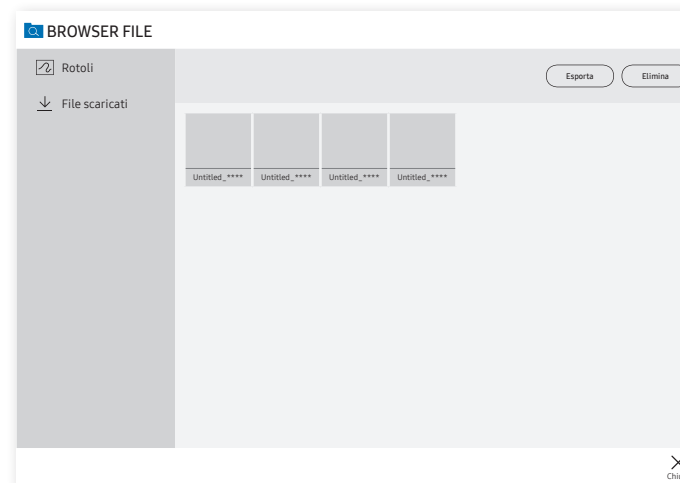 BROWSER FILE
Rotoli
Esporta Elimina
File scaricati
Untitled_**** Untitled_**** Untitled_**** Untitled_****